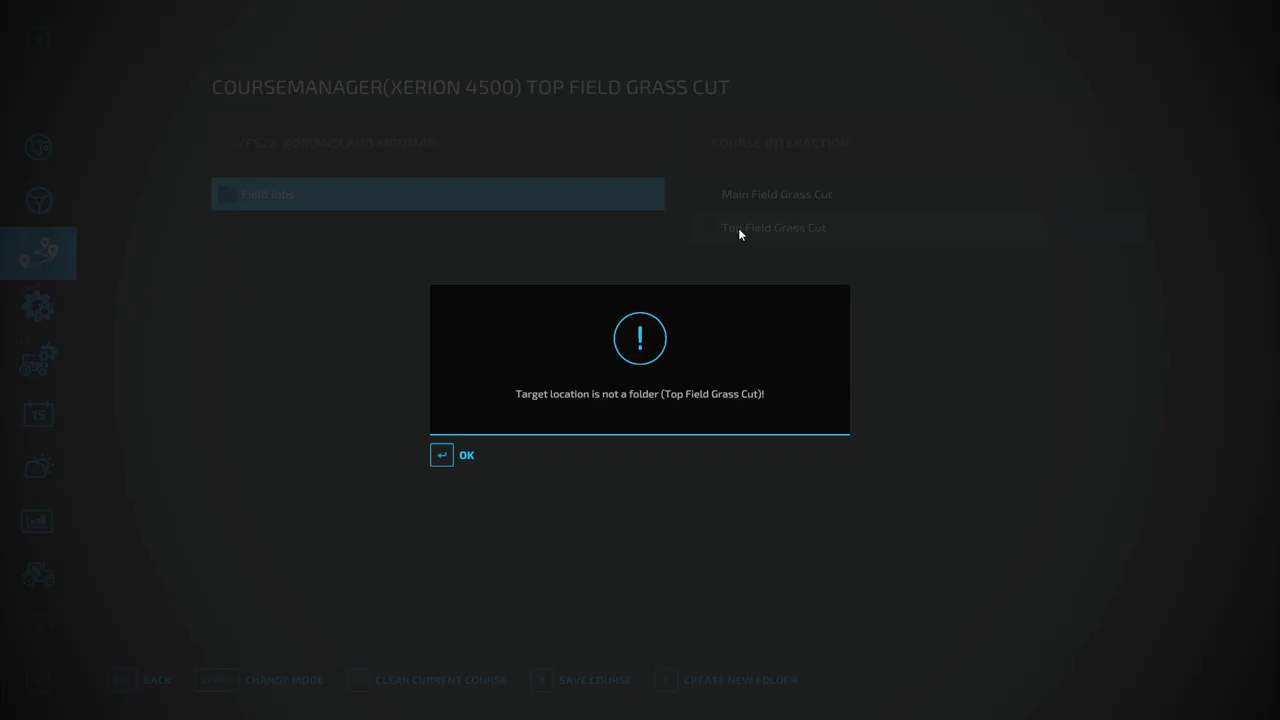 COURSEMANAGER(XERION 4500) TOP FIELD GRASS CUT
COURSE INTERACTION
Field Jobs
Main Field Grass Cut
Top Field Grass Cut
!
Target location is not a folder (Top Field Grass Cut)!
OK
15
BACK
CHANGE MODE
CLEAR CURRENT COURSE
SAVE COURSE
CREATE NEW FOLDER